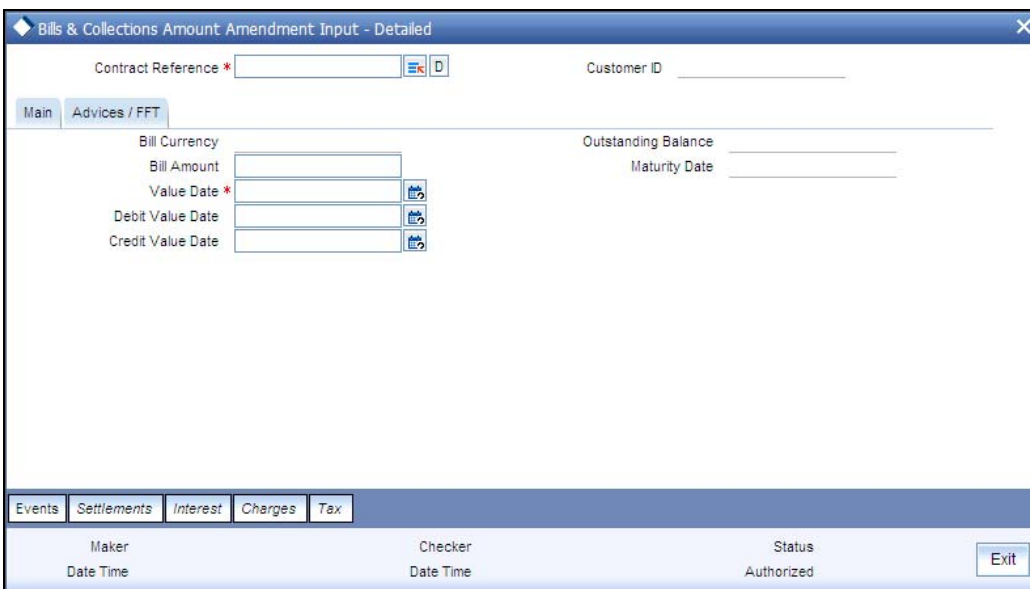 Bills & Collections Amount Amendment Input - Detailed
Contract Reference * D Customer ID
Main Advices / FFT
Bill Currency Outstanding Balance
Bill Amount Maturity Date
Value Date *
Debit Value Date
Credit Value Date
Events Settlements Interest Charges Tax
Maker Checker Status
Date Time Date Time Authorized
Exit